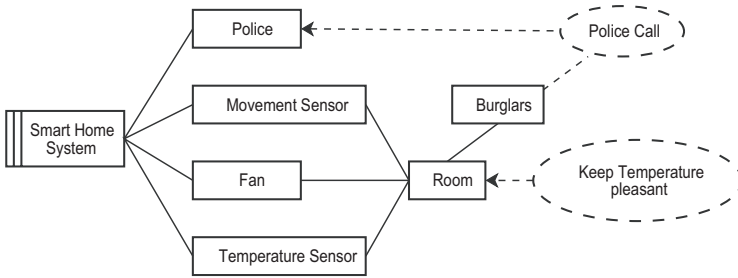 Police
Police Call
Movement Sensor
Burglars
Smart Home
System
Fan
Room
Keep Temperature
pleasant
Temperature Sensor